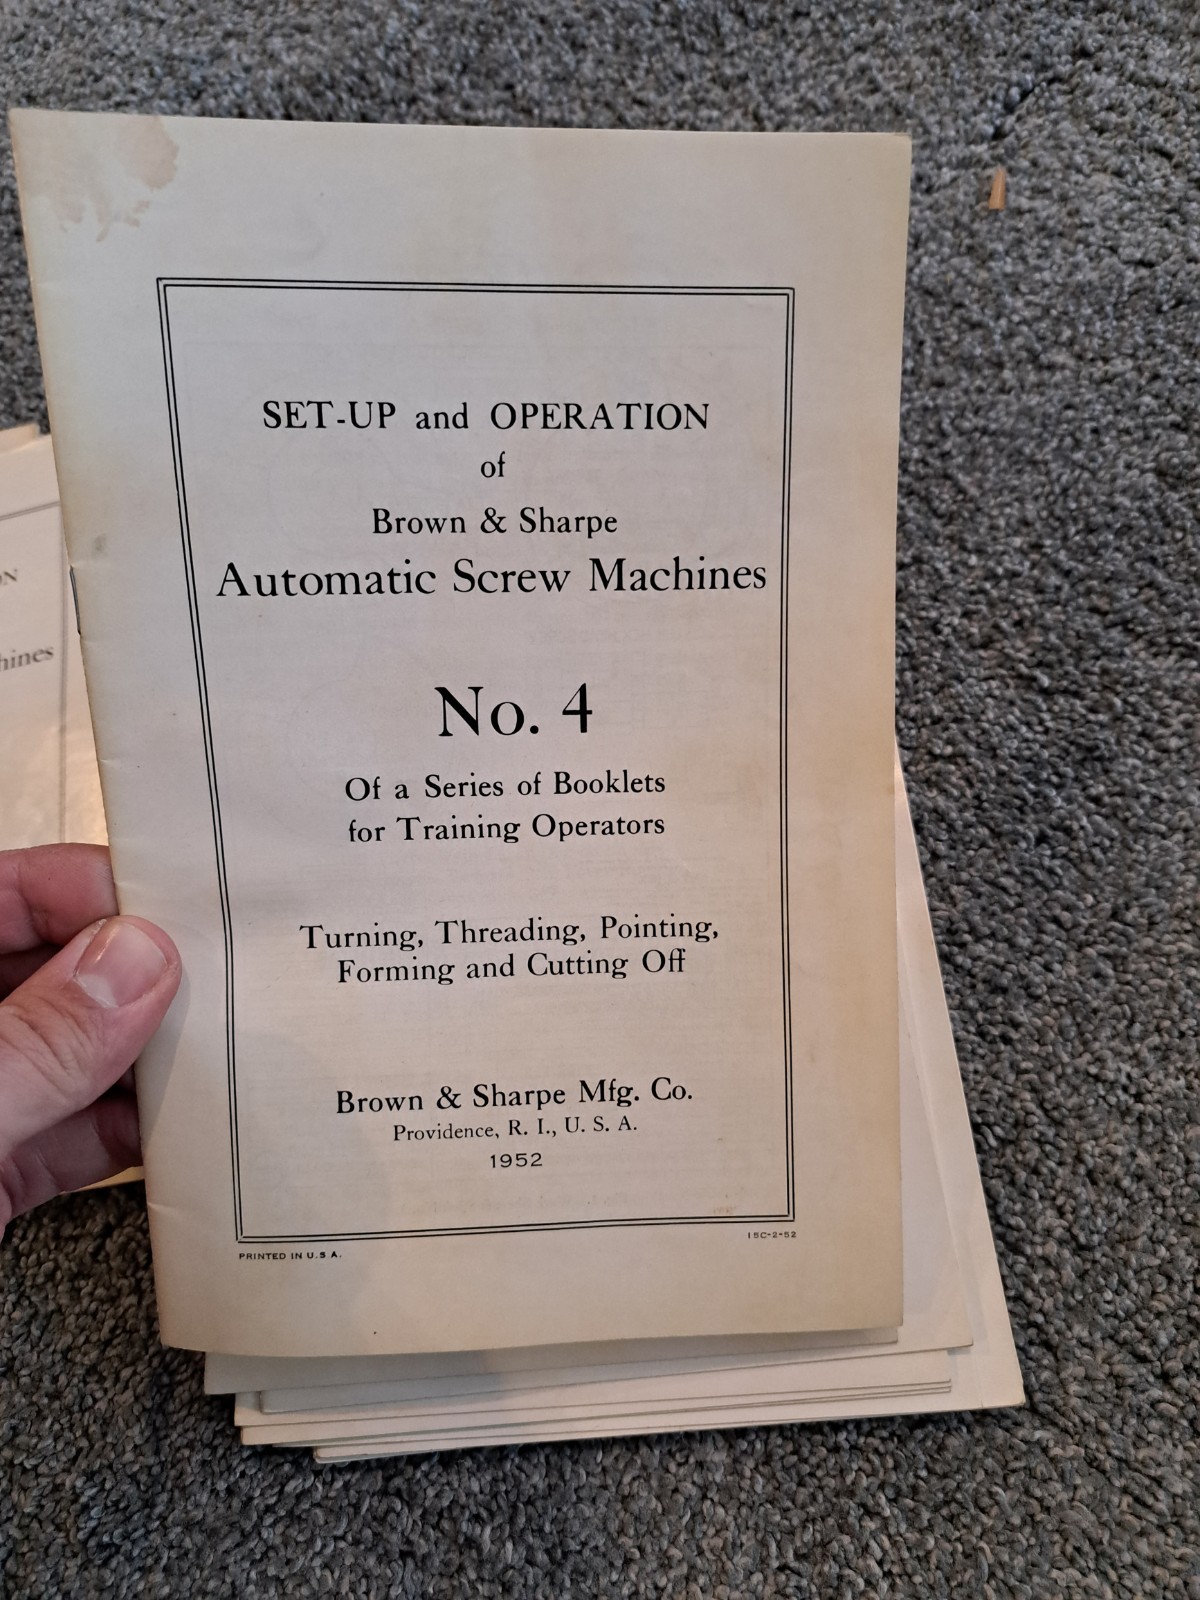 SET-UP and OPERATION
of
Brown & Sharpe
Automatic Screw Machines
No. 4
Of a Series of Booklets
for Training Operators
Turning, Threading, Pointing,
Forming and Cutting Off
Brown & Sharpe Mfg. Co.
Providence, R. I., U. S. A.
1952
PRINTED IN U.S.A.
15C-2-52
ON
hines